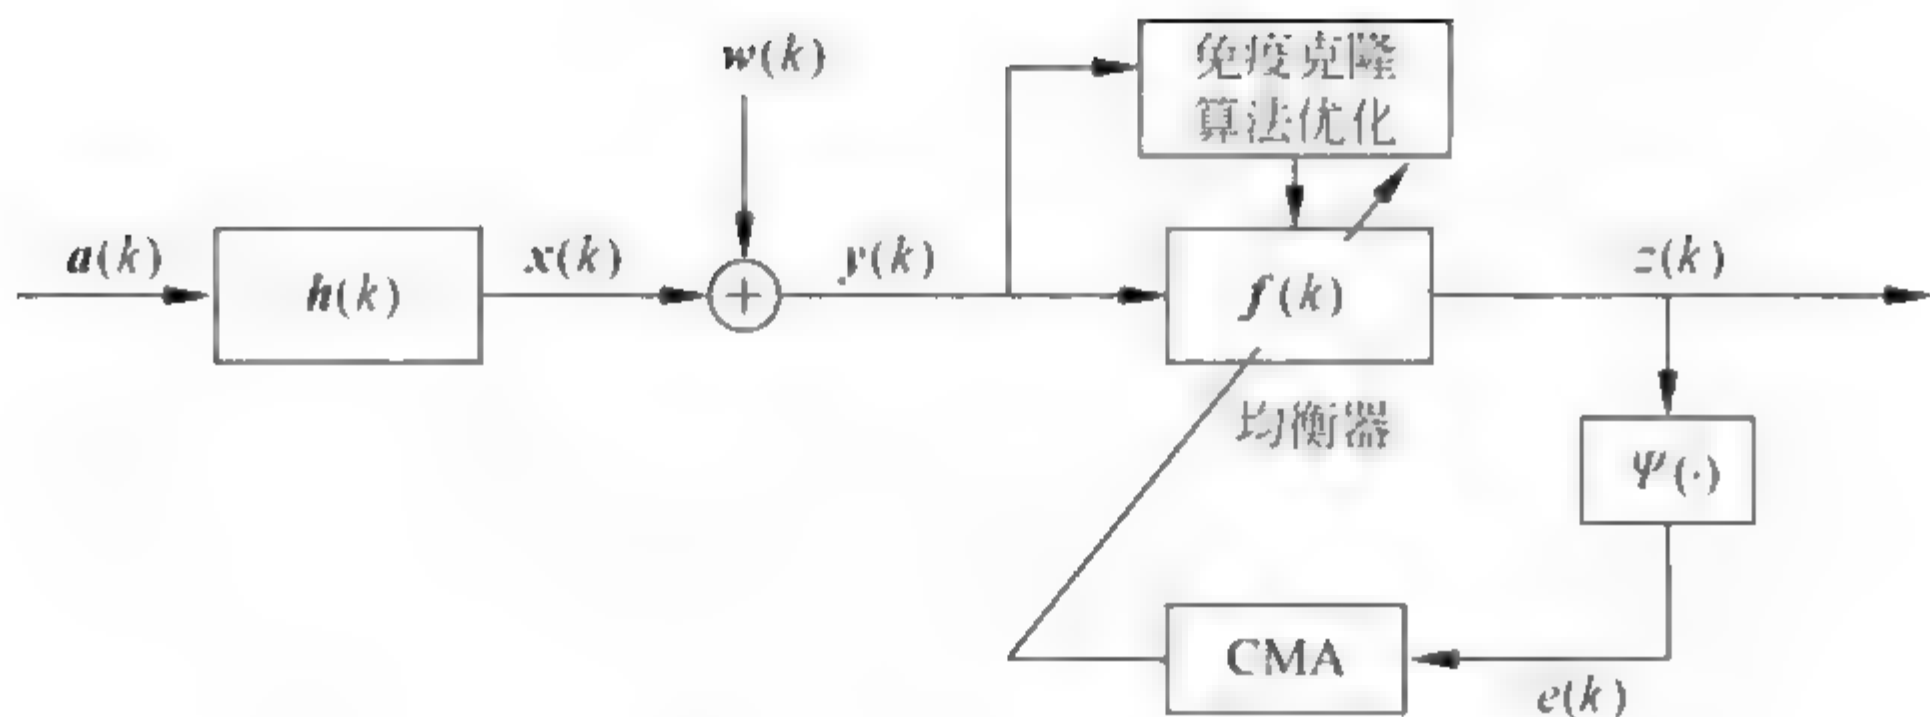 w(k)
免疫克隆
算法优化
a(k)
h(k)
x(k)
+
y(k)
f(k)
z(k)
均衡器
Ψ(·)
CMA
e(k)